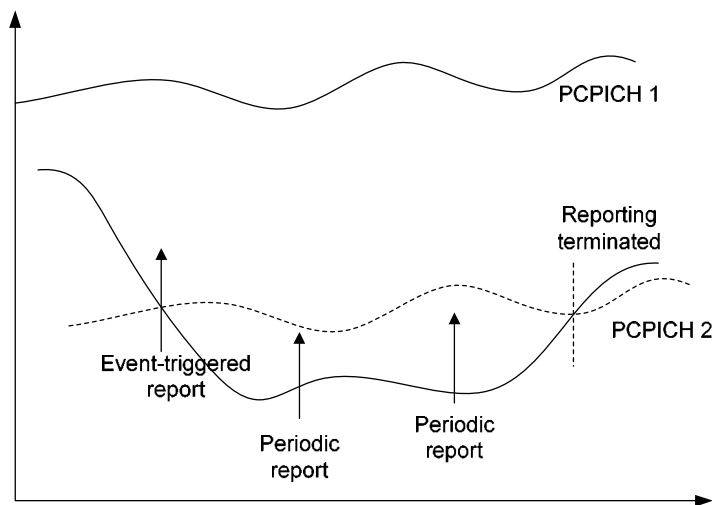 PCPICH 1
Reporting
terminated
PCPICH 2
Event-triggered
report
Periodic
report
Periodic
report